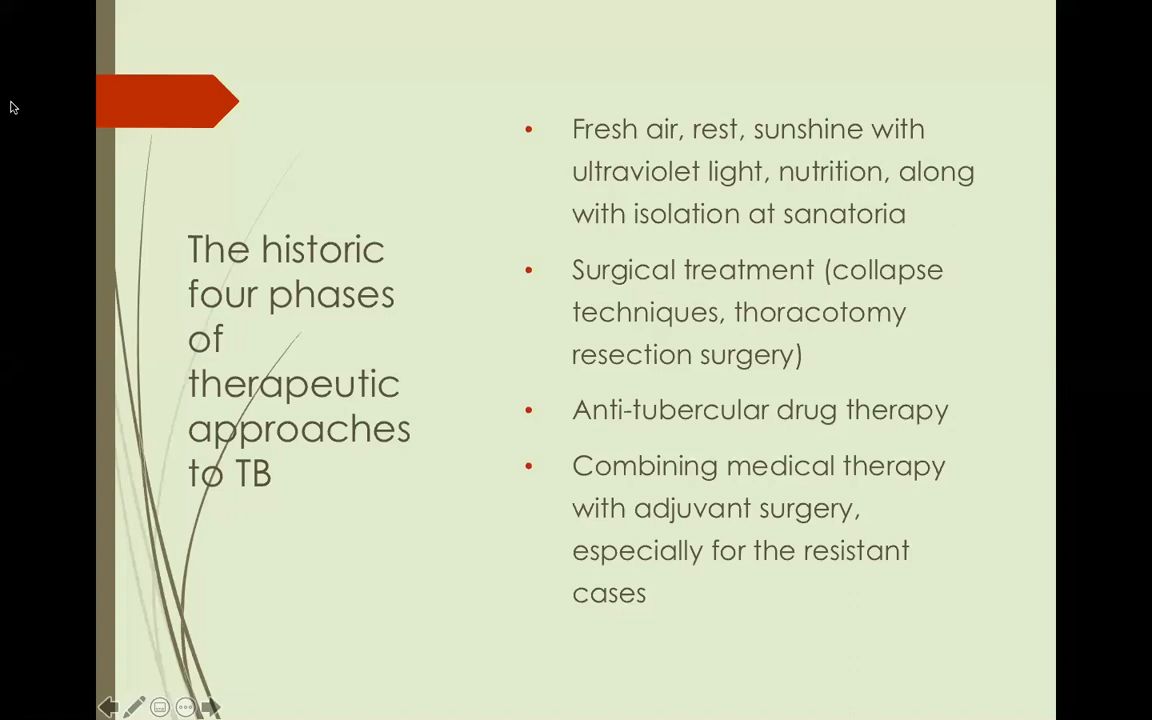 The historic
four phases
of
therapeutic
approaches
to TB
• Fresh air, rest, sunshine with
ultraviolet light, nutrition, along
with isolation at sanatoria
• Surgical treatment (collapse
techniques, thoracotomy
resection surgery)
• Anti-tubercular drug therapy
• Combining medical therapy
with adjuvant surgery,
especially for the resistant
cases